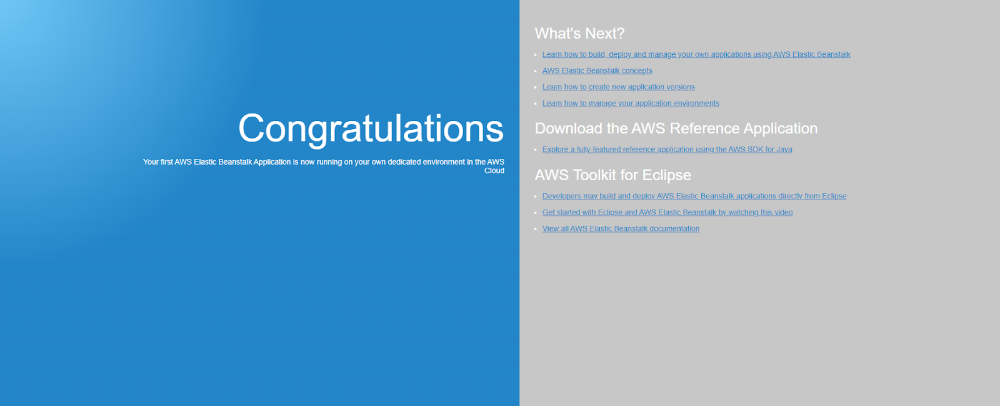 Congratulations
Your first AWS Elastic Beanstalk Application is now running on your own dedicated environment in the AWS
Cloud
What's Next?
Learn how to build, deploy and manage your own applications using AWS Elastic Beanstalk
AWS Elastic Beanstalk concepts
Learn how to create new application versions
Learn how to manage your application environments
Download the AWS Reference Application
Explore a fully-featured reference application using the AWS SDK for Java
AWS Toolkit for Eclipse
Developers may build and deploy AWS Elastic Beanstalk applications directly from Eclipse
Get started with Eclipse and AWS Elastic Beanstalk by watching this video
View all AWS Elastic Beanstalk documentation